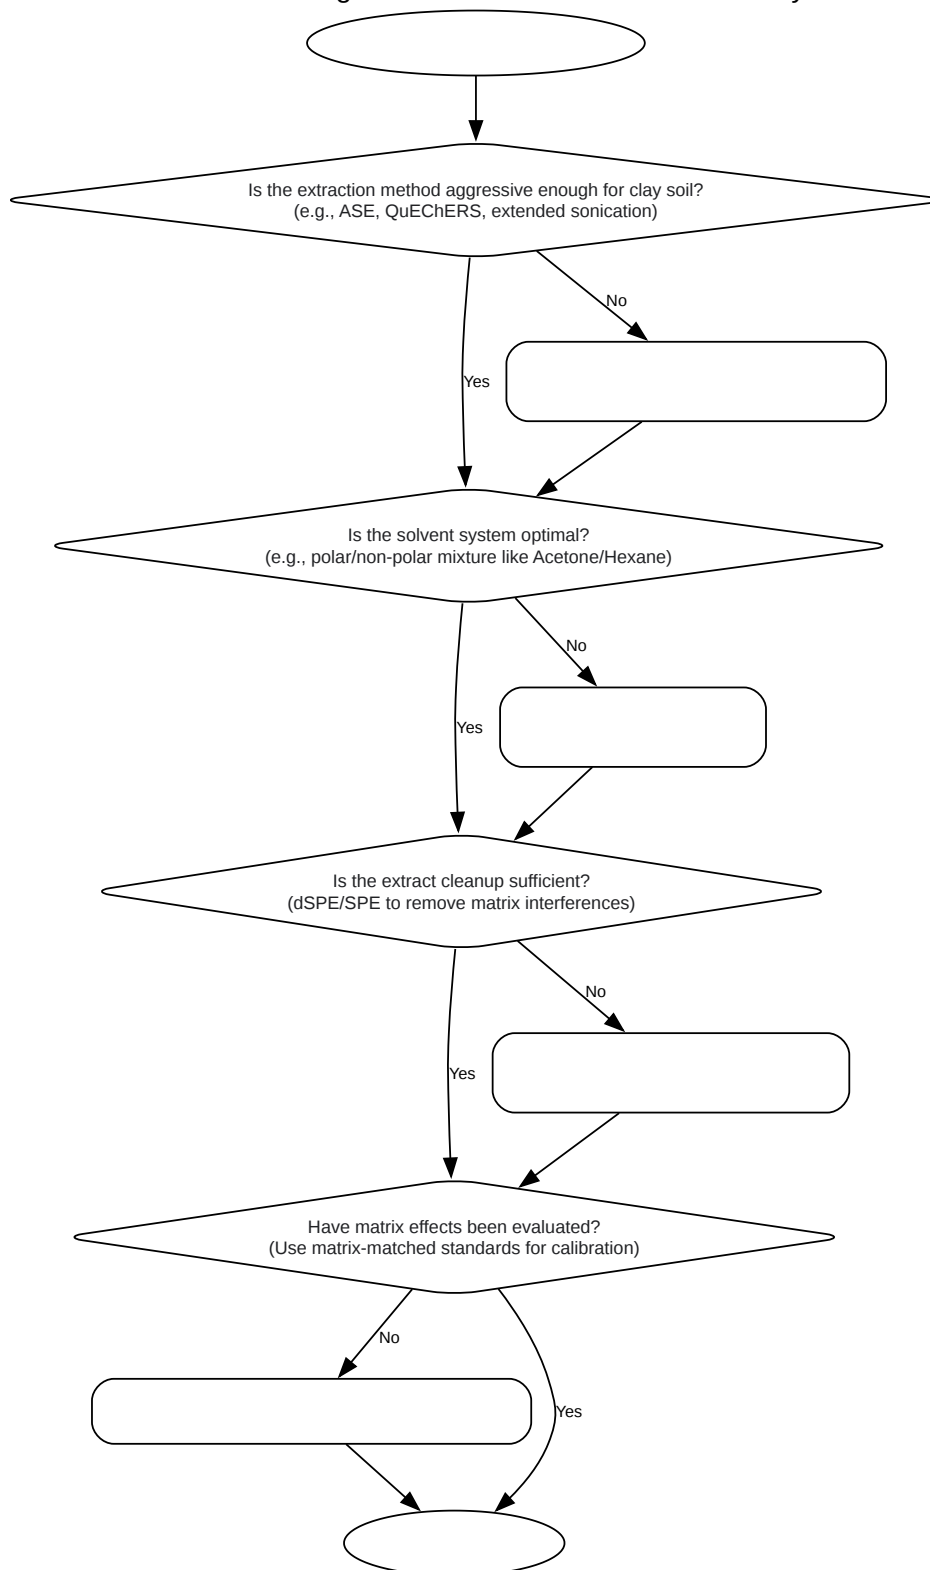 Is the extraction method aggressive enough for clay soil?
(e.g., ASE, QuEChERS, extended sonication)
No
Yes
Is the solvent system optimal?
(e.g., polar/non-polar mixture like Acetone/Hexane)
No
Yes
Is the extract cleanup sufficient?
(dSPE/SPE to remove matrix interferences)
No
Yes
Have matrix effects been evaluated?
(Use matrix-matched standards for calibration)
No
Yes